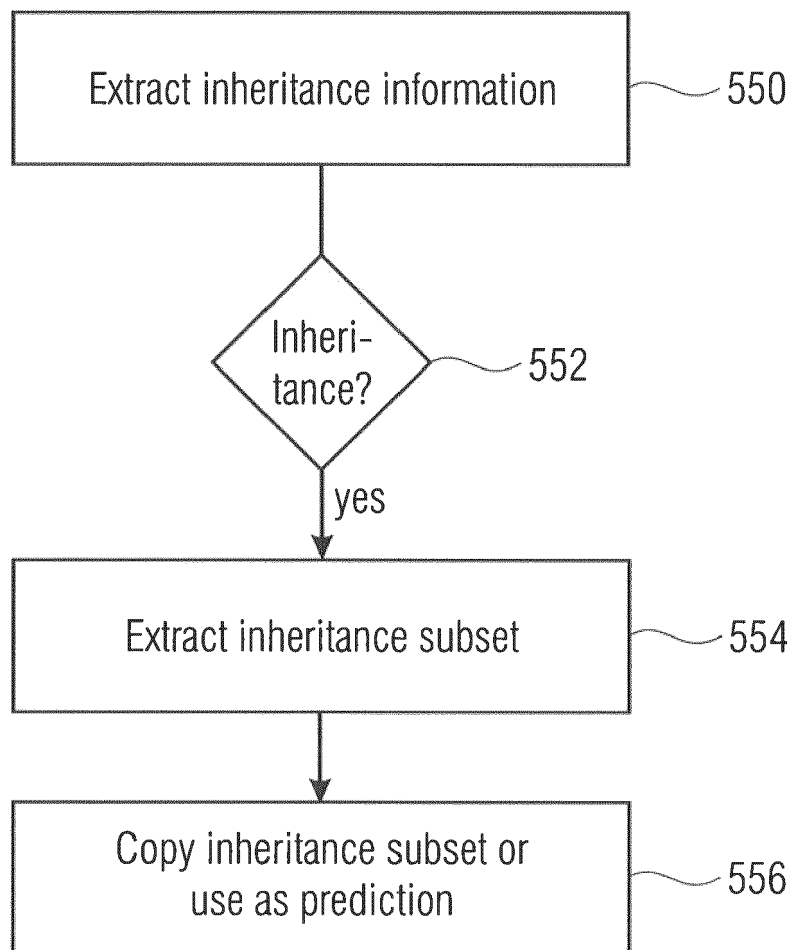 Extract inheritance information
550
Inheri-
tance?
552
yes
Extract inheritance subset
554
Copy inheritance subset or
use as prediction
556